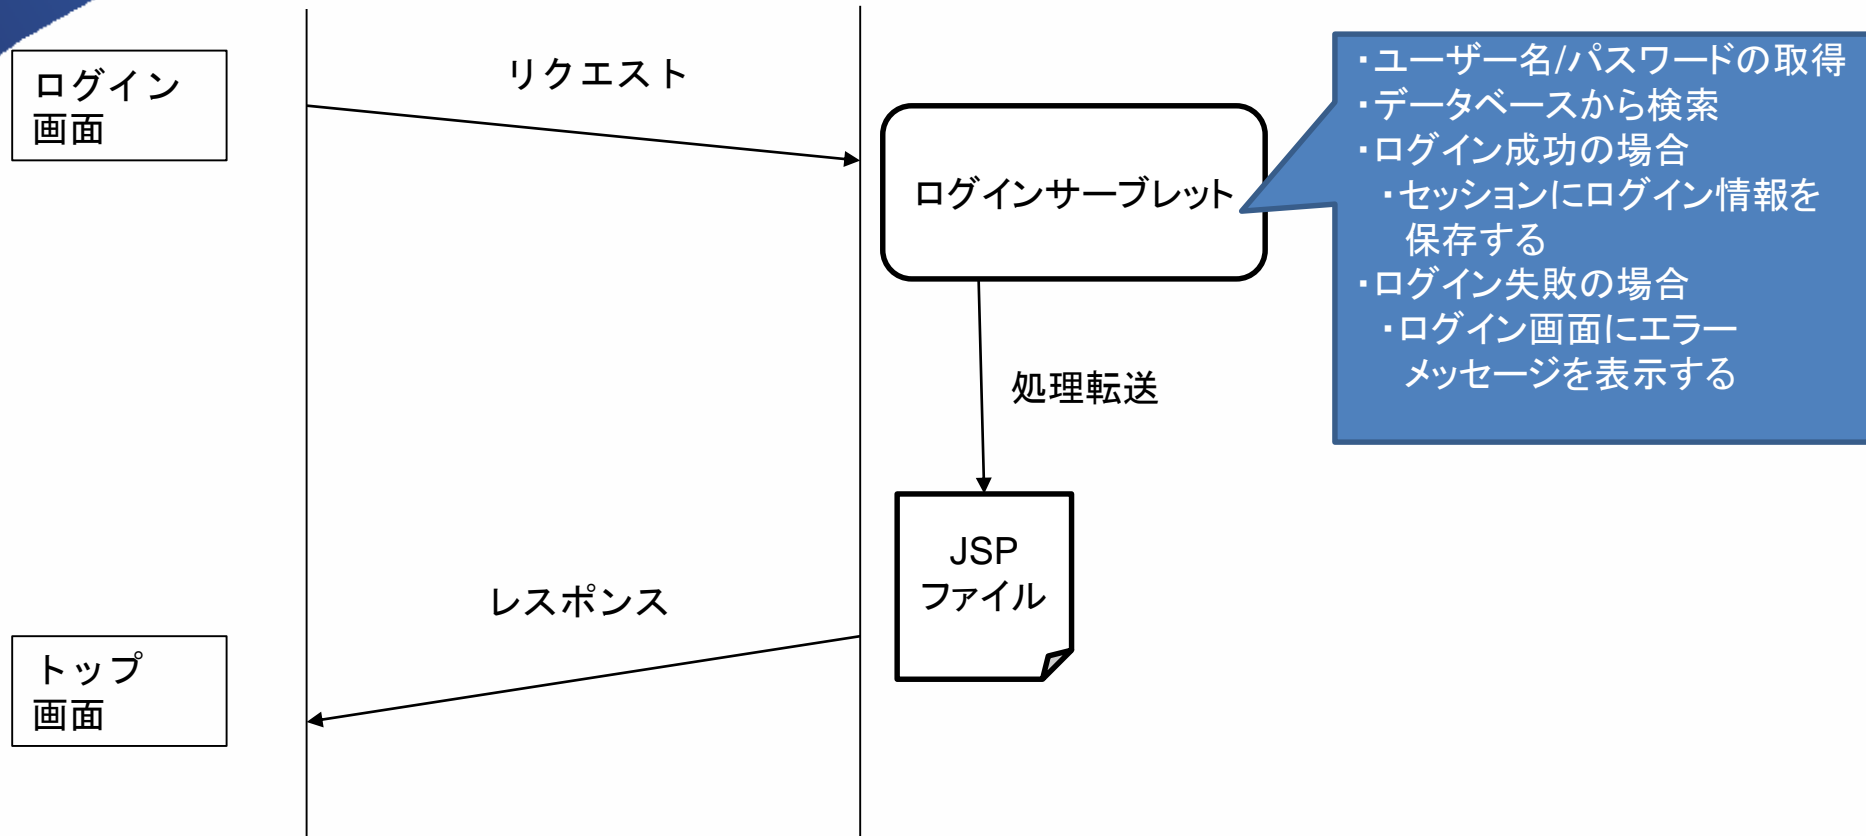 ログイン
画面
リクエスト
ログインサーブレット
・ユーザー名/パスワードの取得
・データベースから検索
・ログイン成功の場合
・セッションにログイン情報を
保存する
・ログイン失敗の場合
・ログイン画面にエラー
メッセージを表示する
処理転送
JSP
ファイル
レスポンス
トップ
画面